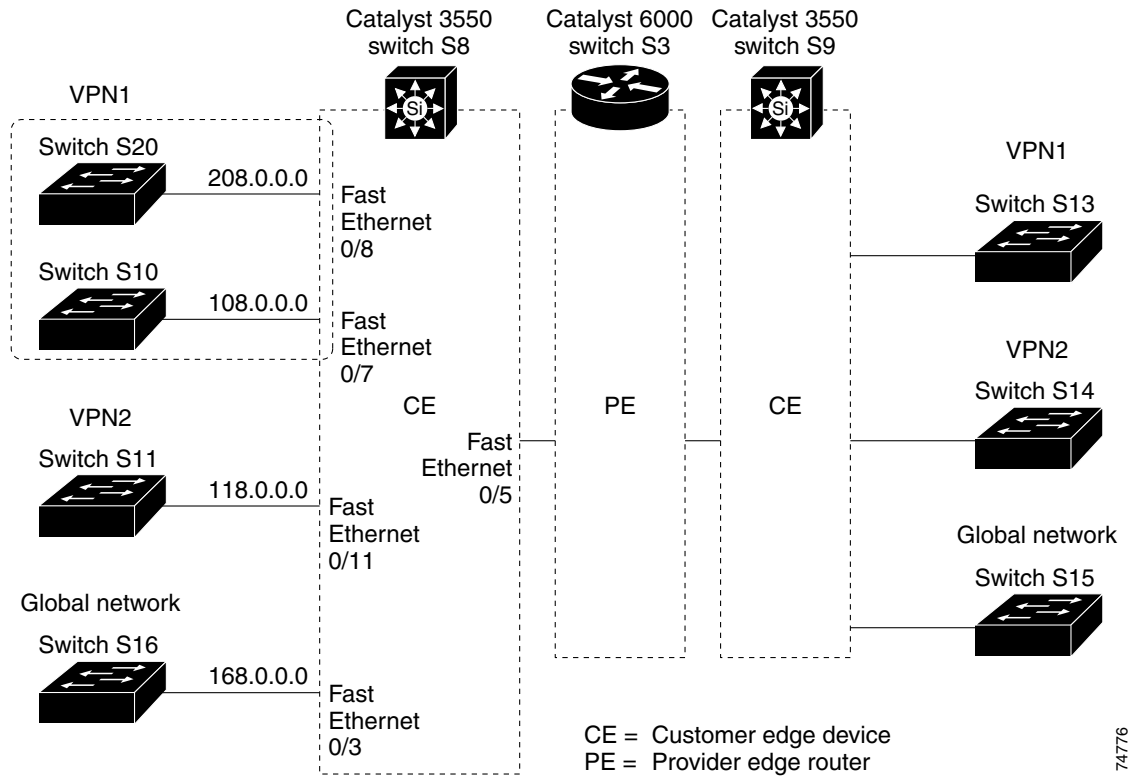 Catalyst 3550
switch S8
Catalyst 6000
switch S3
Catalyst 3550
switch S9
Si
Si
VPN1
Switch S20
208.0.0.0
Fast
Ethernet
0/8
Switch S10
108.0.0.0
Fast
Ethernet
0/7
VPN2
Switch S11
118.0.0.0
Fast
Ethernet
0/11
Global network
Switch S16
168.0.0.0
Fast
Ethernet
0/3
CE
Fast
Ethernet
0/5
PE
CE
VPN1
Switch S13
VPN2
Switch S14
Global network
Switch S15
CE = Customer edge device
PE = Provider edge router
74776